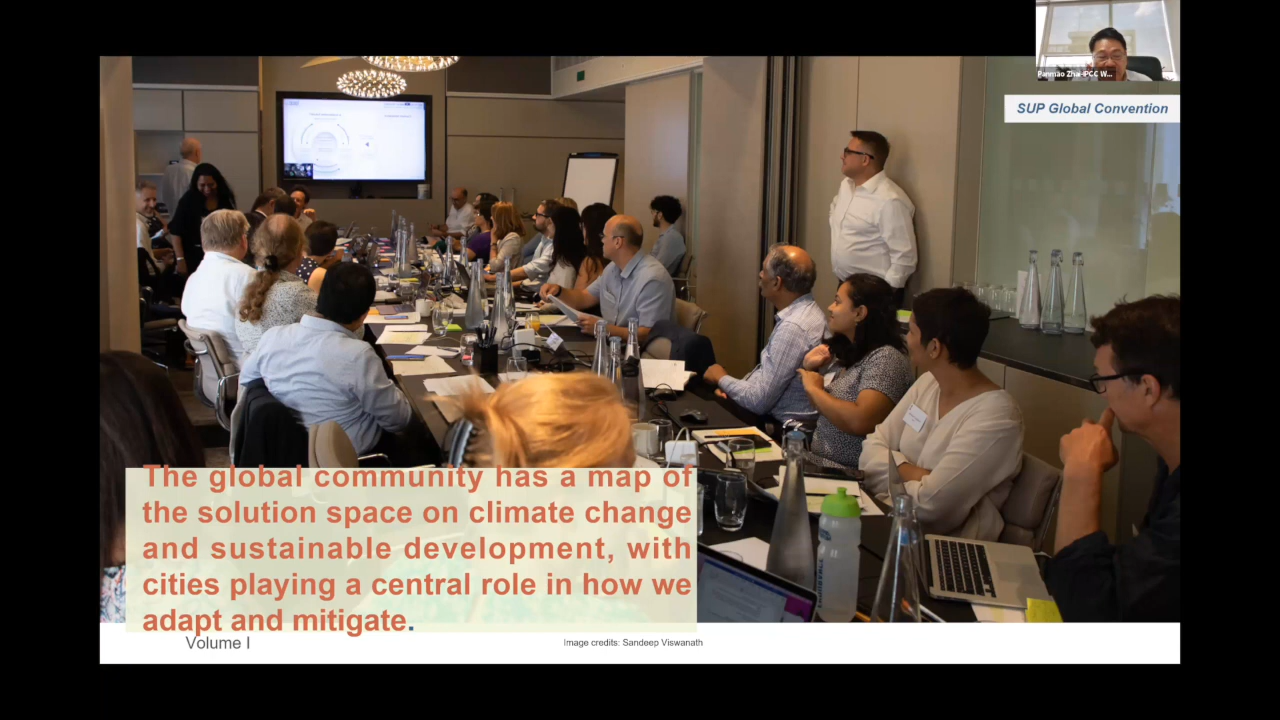 Panmao Zhai-IPCC W...
SUP Global Convention
The global community has a map of
the solution space on climate change
and sustainable development, with
cities playing a central role in how we
adapt and mitigate.
Volume I
Image credits: Sandeep Viswanath